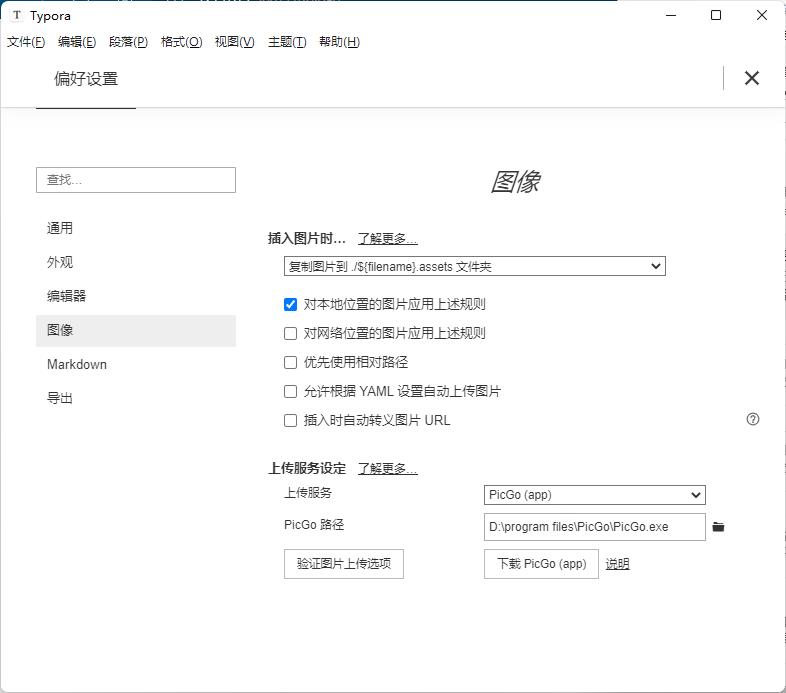 Typora
文件(F) 编辑(E) 段落(P) 格式(O) 视图(V) 主题(T) 帮助(H)
偏好设置
查找...
通用
外观
编辑器
图像
Markdown
导出
图像
插入图片时... 了解更多...
复制图片到 ./${filename}.assets 文件夹
对本地位置的图片应用上述规则
对网络位置的图片应用上述规则
优先使用相对路径
允许根据 YAML 设置自动上传图片
插入时自动转义图片 URL
上传服务设定 了解更多...
上传服务 PicGo (app)
PicGo 路径 D:\program files\PicGo\PicGo.exe
验证图片上传选项 下载 PicGo (app) 说明